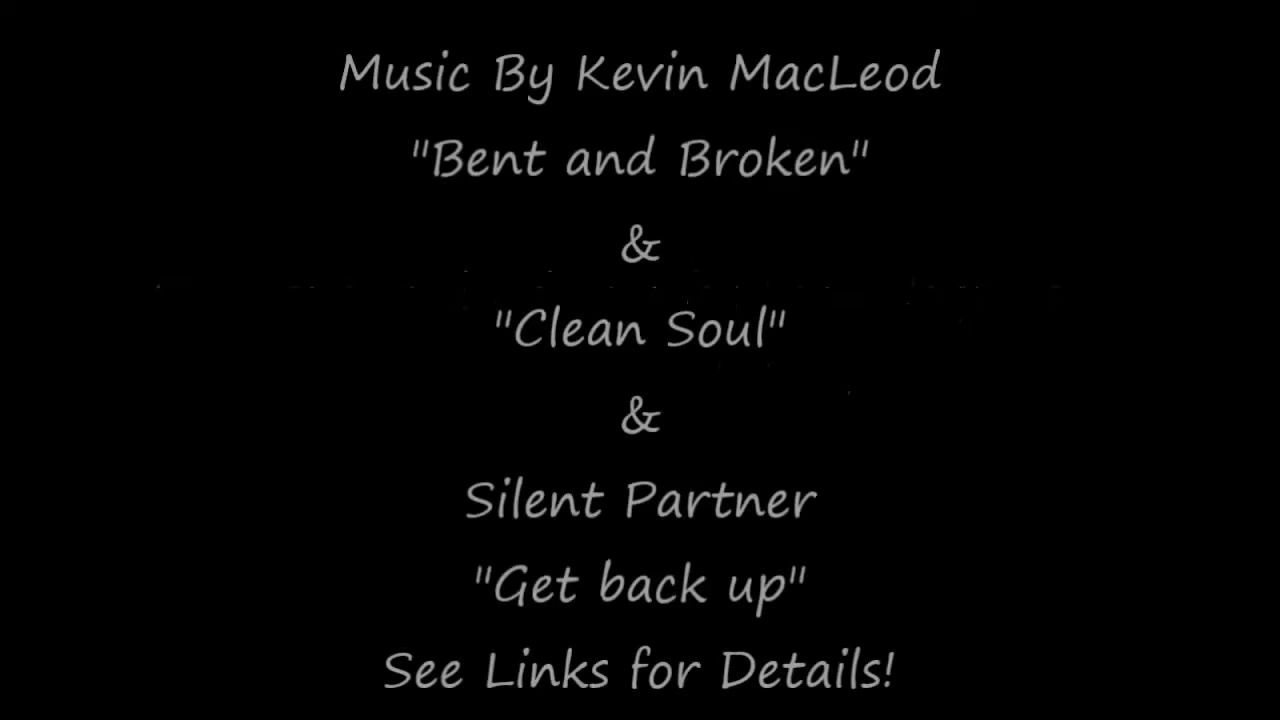 Music By Kevin MacLeod
"Bent and Broken"
&
"Clean Soul"
&
Silent Partner
"Get back up"
See Links for Details!